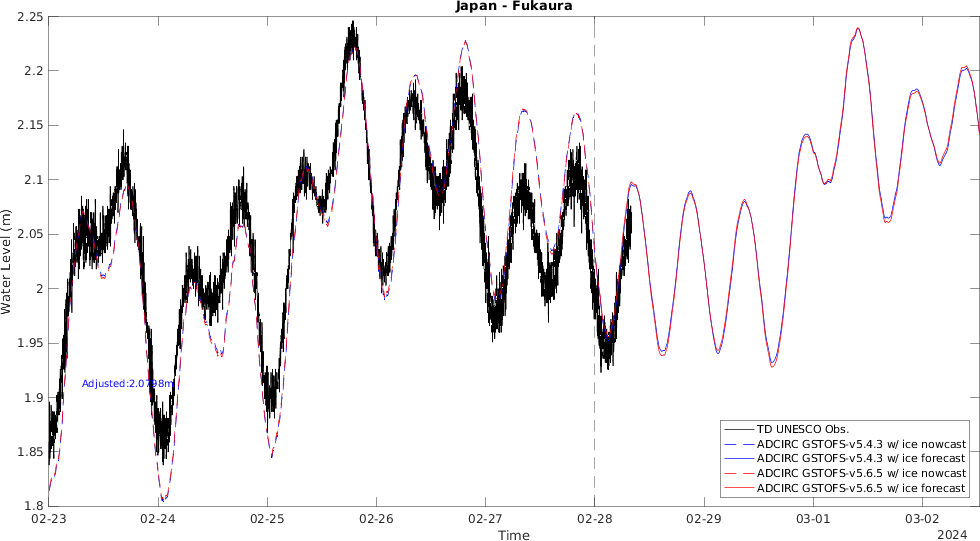 Japan - Fukaura
2.25
2.2
2.15
2.1
2.05
2
1.95
1.9
1.85
1.8
Water Level (m)
Adjusted:2.0798m
TD UNESCO Obs.
ADCIRC GSTOFS-v5.4.3 w/ ice nowcast
ADCIRC GSTOFS-v5.4.3 w/ ice forecast
ADCIRC GSTOFS-v5.6.5 w/ ice nowcast
ADCIRC GSTOFS-v5.6.5 w/ ice forecast
02-23 02-24 02-25 02-26 02-27 02-28 02-29 03-01 03-02
Time
2024